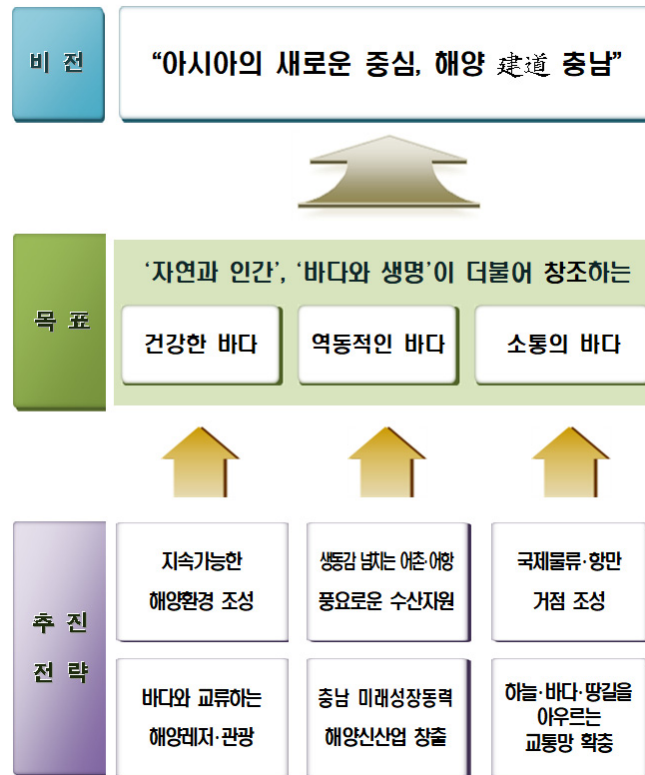 비 전
“아시아의 새로운 중심, 해양 建道 충남”
목 표
‘자연과 인간’, ‘바다와 생명’이 더불어 창조하는
건강한 바다
역동적인 바다
소통의 바다
추 진
전 략
지속가능한
해양환경 조성
생동감 넘치는 어촌·어항
풍요로운 수산자원
국제물류·항만
거점 조성
바다와 교류하는
해양레저·관광
충남 미래성장동력
해양신산업 창출
하늘·바다·땅길을
아우르는
교통망 확충